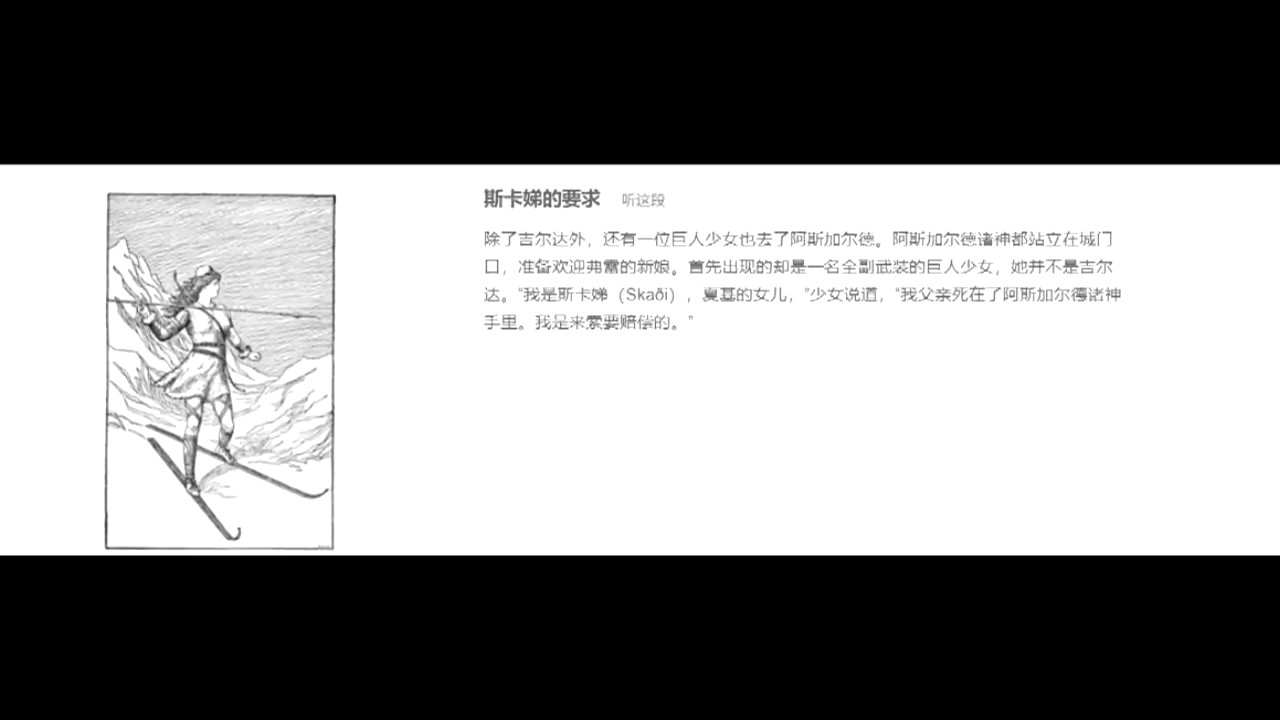 斯卡娣的要求 听这段
除了吉尔达外，还有一位巨人少女也去了阿斯加尔德。阿斯加尔德诸神都站立在城门
口，准备欢迎弗雷的新娘。首先出现的却是一名全副武装的巨人少女，她并不是吉尔
达。“我是斯卡娣（Skaði），夏基的女儿，”少女说道，“我父亲死在了阿斯加尔德诸神
手里。我是来索要赔偿的。”